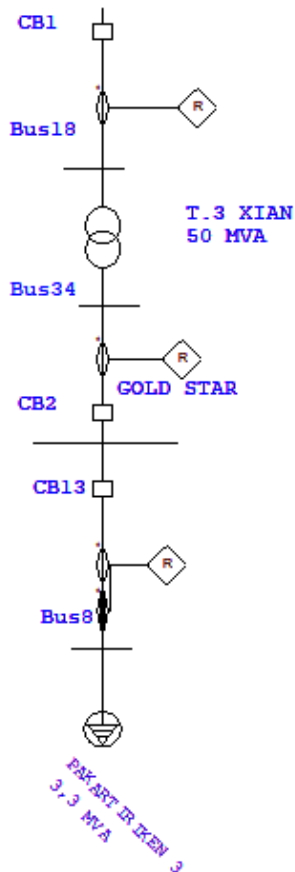 CB1
R
Bus18
T.3 XIAN
50 MVA
Bus34
R
GOLD STAR
CB2
CB13
R
Bus8
PAKART IR IKEN 3
3,3 MVA